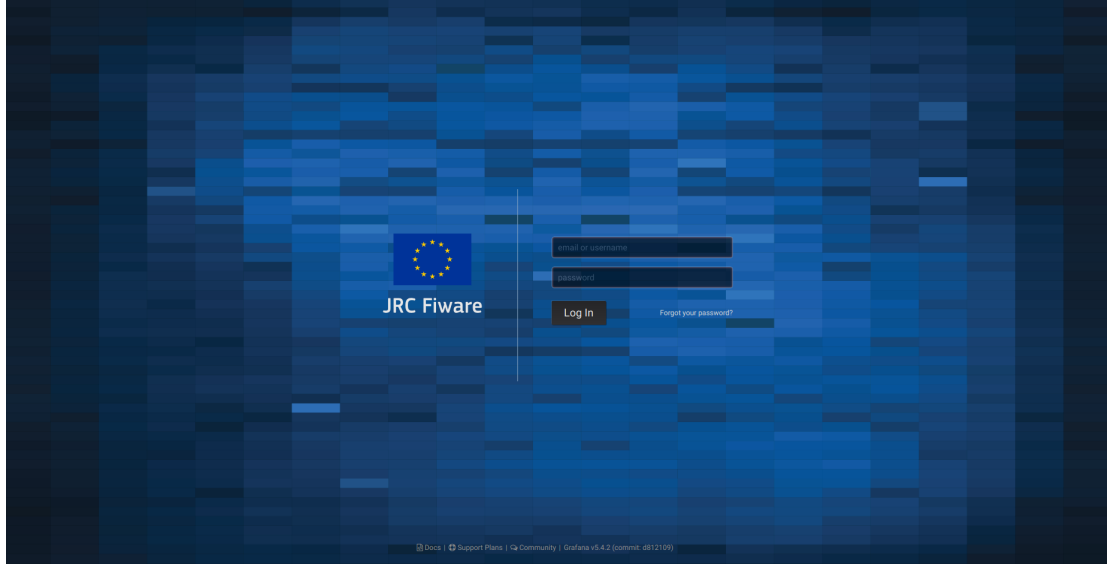 email or username
password
JRC Fiware
Log In
Forgot your password?
Docs | Support Plans | Community | Grafana v5.4.2 (commit: d812109)